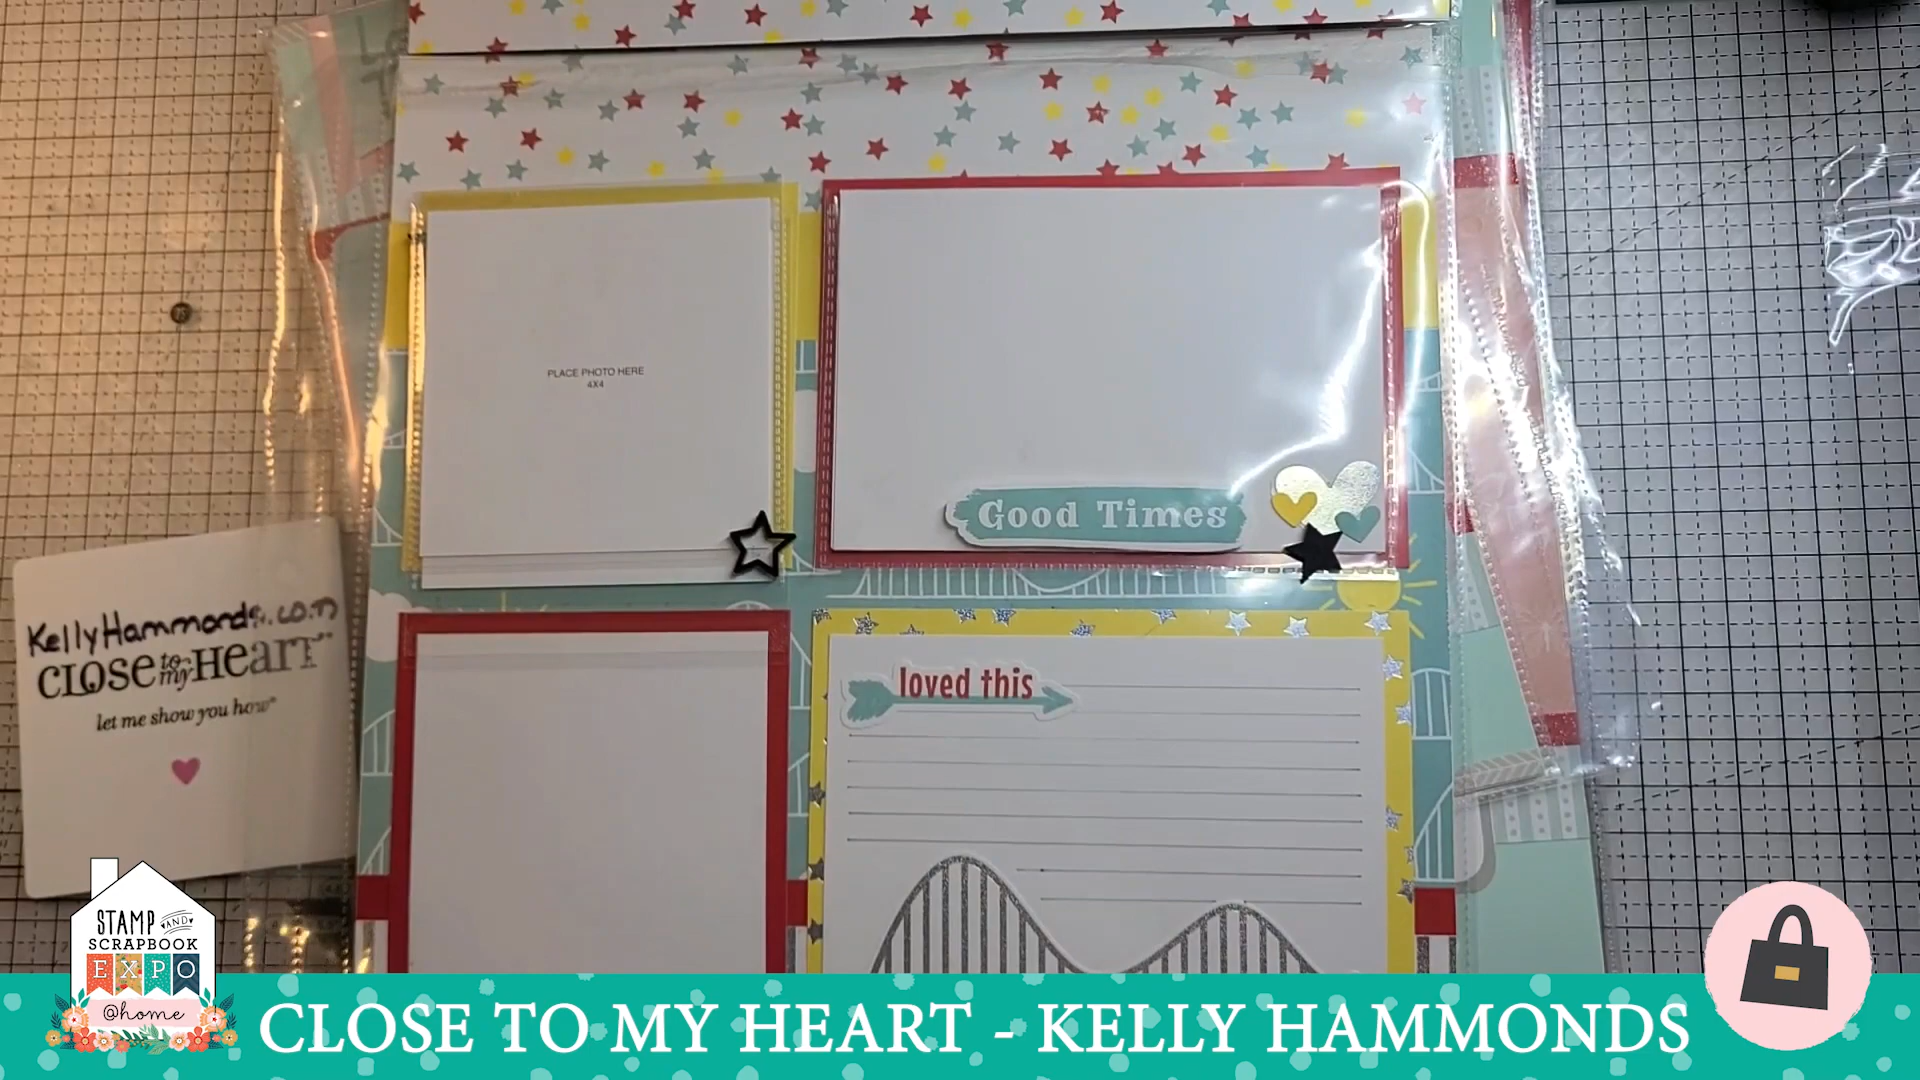 PLACE PHOTO HERE
4X4
Good Times
loved this
KellyHammonds.com
CLOSE to my HEART™
let me show you how®
STAMP AND
SCRAPBOOK
EXPO
@home
CLOSE TO MY HEART - KELLY HAMMONDS